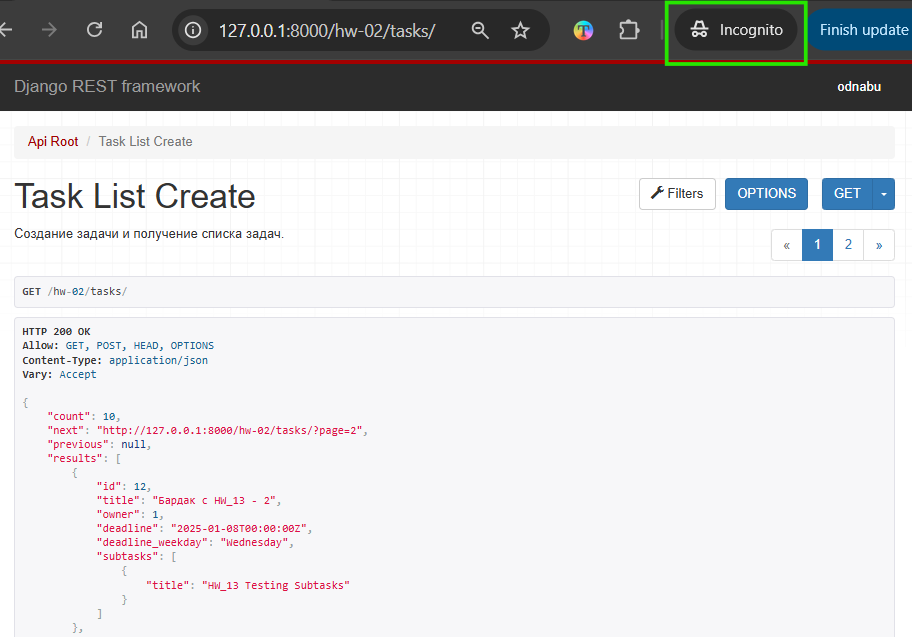 127.0.0.1:8000/hw-02/tasks/
Incognito
Finish update
Django REST framework
odnabu
Api Root / Task List Create
Task List Create
Filters
OPTIONS
GET
Создание задачи и получение списка задач.
« 1 2 »
GET /hw-02/tasks/
HTTP 200 OK
Allow: GET, POST, HEAD, OPTIONS
Content-Type: application/json
Vary: Accept
{
"count": 10,
"next": "http://127.0.0.1:8000/hw-02/tasks/?page=2",
"previous": null,
"results": [
{
"id": 12,
"title": "Бардак с HW_13 - 2",
"owner": 1,
"deadline": "2025-01-08T00:00:00Z",
"deadline_weekday": "Wednesday",
"subtasks": [
{
"title": "HW_13 Testing Subtasks"
}
]
},